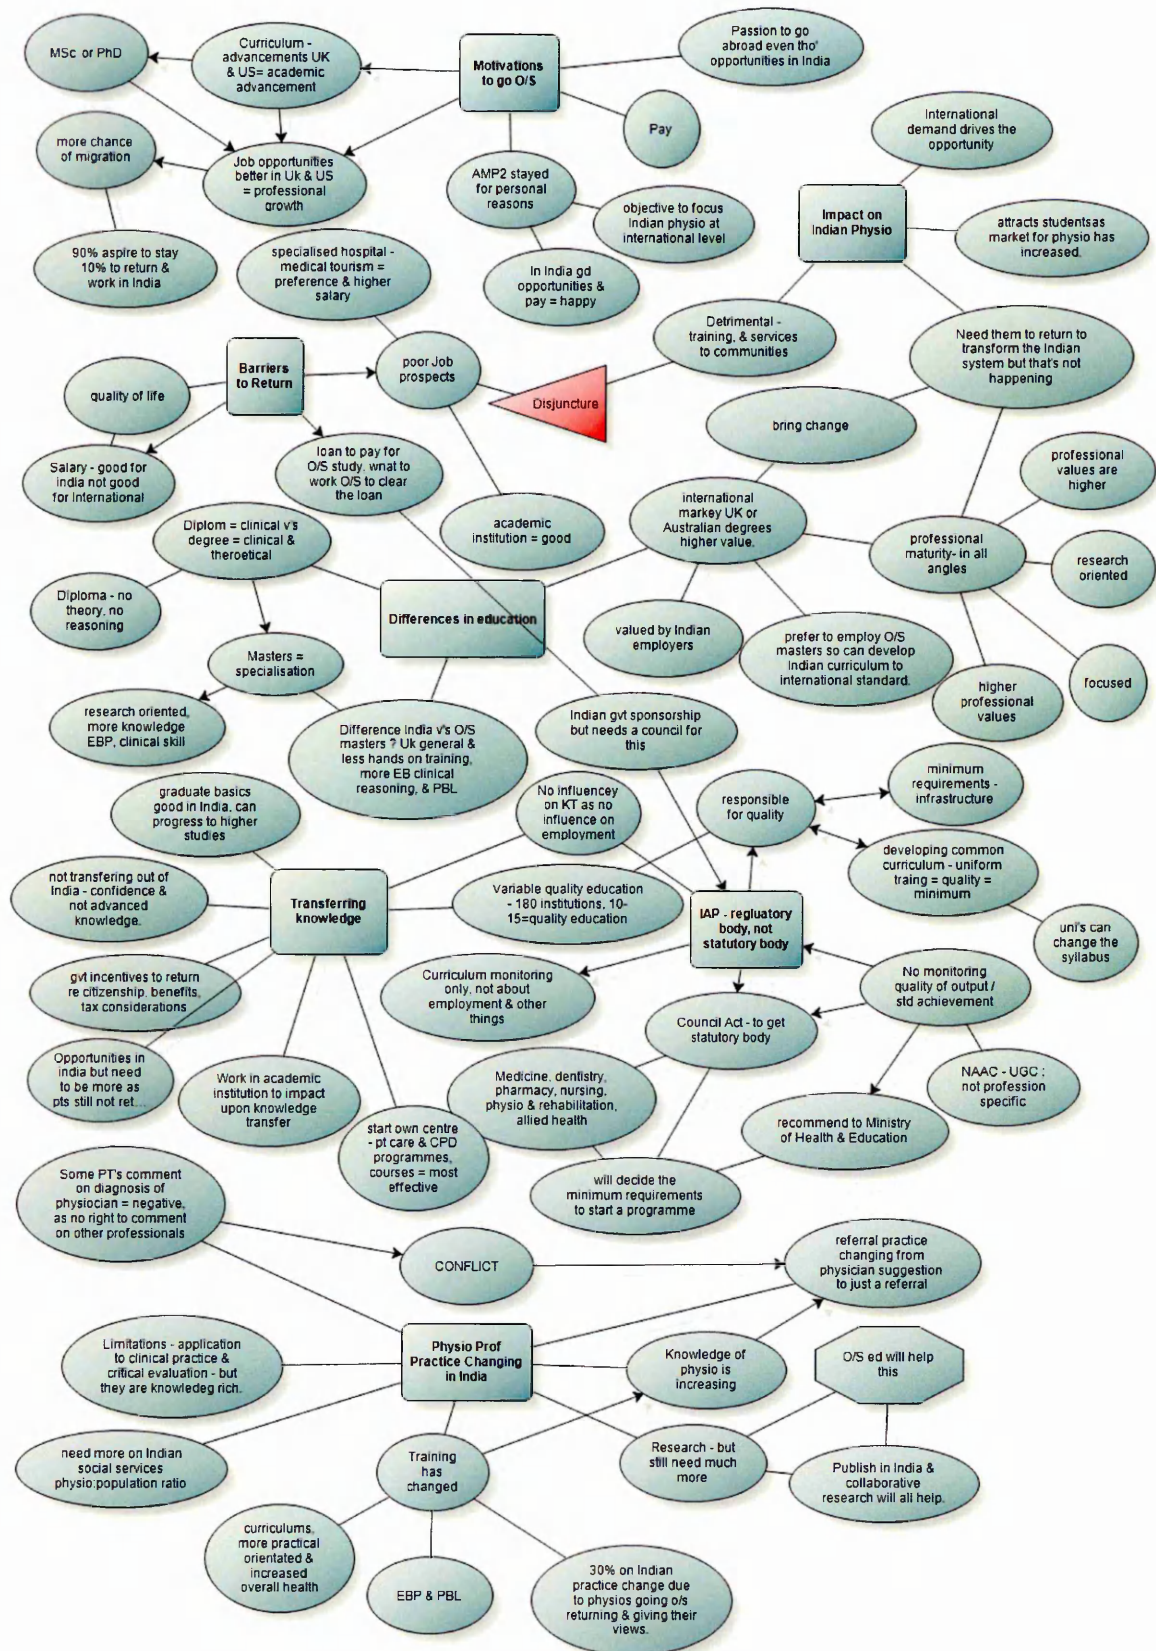 MSc or PhD
Curriculum -
advancements UK
& US= academic
advancement
Motivations
to go O/S
Passion to go
abroad even tho'
opportunities in India
Pay
International
demand drives the
opportunity
more chance
of migration
Job opportunities
better in Uk & US
= professional
growth
AMP2 stayed
for personal
reasons
objective to focus
Indian physio at
international level
Impact on
Indian Physio
attracts studentsas
market for physio has
increased.
90% aspire to stay
10% to return &
work in India
specialised hospital -
medical tourism =
preference & higher
salary
In India gd
opportunities &
pay = happy
Detrimental -
training, & services
to communities
Need them to return to
transform the Indian
system but that's not
happening
Barriers
to Return
poor Job
prospects
quality of life
Disjuncture
bring change
Salary - good for
india not good
for International
loan to pay for
O/S study, wnat to
work O/S to clear
the loan
academic
institution = good
international
markey UK or
Australian degrees
higher value.
professional
values are
higher
professional
maturity- in all
angles
research
oriented
Diplom = clinical v's
degree = clinical &
theroetical
Diploma - no
theory, no
reasoning
Differences in education
valued by Indian
employers
prefer to employ O/S
masters so can develop
Indian curriculum to
international standard.
higher
professional
values
focused
Masters =
specialisation
research oriented,
more knowledge
EBP, clinical skill
Difference India v's O/S
masters ? Uk general &
less hands on training,
more EB clinical
reasoning, & PBL
Indian gvt sponsorship
but needs a council for
this
graduate basics
good in India, can
progress to higher
studies
No influencey
on KT as no
influence on
employment
responsible
for quality
minimum
requirements -
infrastructure
developing common
curriculum - uniform
traing = quality =
minimum
not transfering out of
India - confidence &
not advanced
knowledge.
Transferring
knowledge
Variable quality education
- 180 institutions, 10-
15=quality education
IAP - regluatory
body, not
statutory body
uni's can
change the
syllabus
gvt incentives to return
re citizenship, benefits,
tax considerations
Curriculum monitoring
only, not about
employment & other
things
No monitoring
quality of output /
std achievement
Council Act - to get
statutory body
Opportunities in
india but need
to be more as
pts still not ret...
Work in academic
institution to impact
upon knowledge
transfer
Medicine, dentistry,
pharmacy, nursing,
physio & rehabilitation,
allied health
NAAC - UGC ;
not profession
specific
start own centre
- pt care & CPD
programmes,
courses = most
effective
recommend to Ministry
of Health & Education
will decide the
minimum requirements
to start a programme
Some PT's comment
on diagnosis of
physiocian = negative,
as no right to comment
on other professionals
CONFLICT
referral practice
changing from
physician suggestion
to just a referral
Limitations - application
to clinical practice &
critical evaluation - but
they are knowledeg rich.
Physio Prof
Practice Changing
in India
Knowledge of
physio is
increasing
O/S ed will help
this
need more on Indian
social services
physio:population ratio
Training
has
changed
Research - but
still need much
more
Publish in India &
collaborative
research will all help.
curriculums,
more practical
orientated &
increased
overall health
EBP & PBL
30% on Indian
practice change due
to physios going o/s
returning & giving their
views.